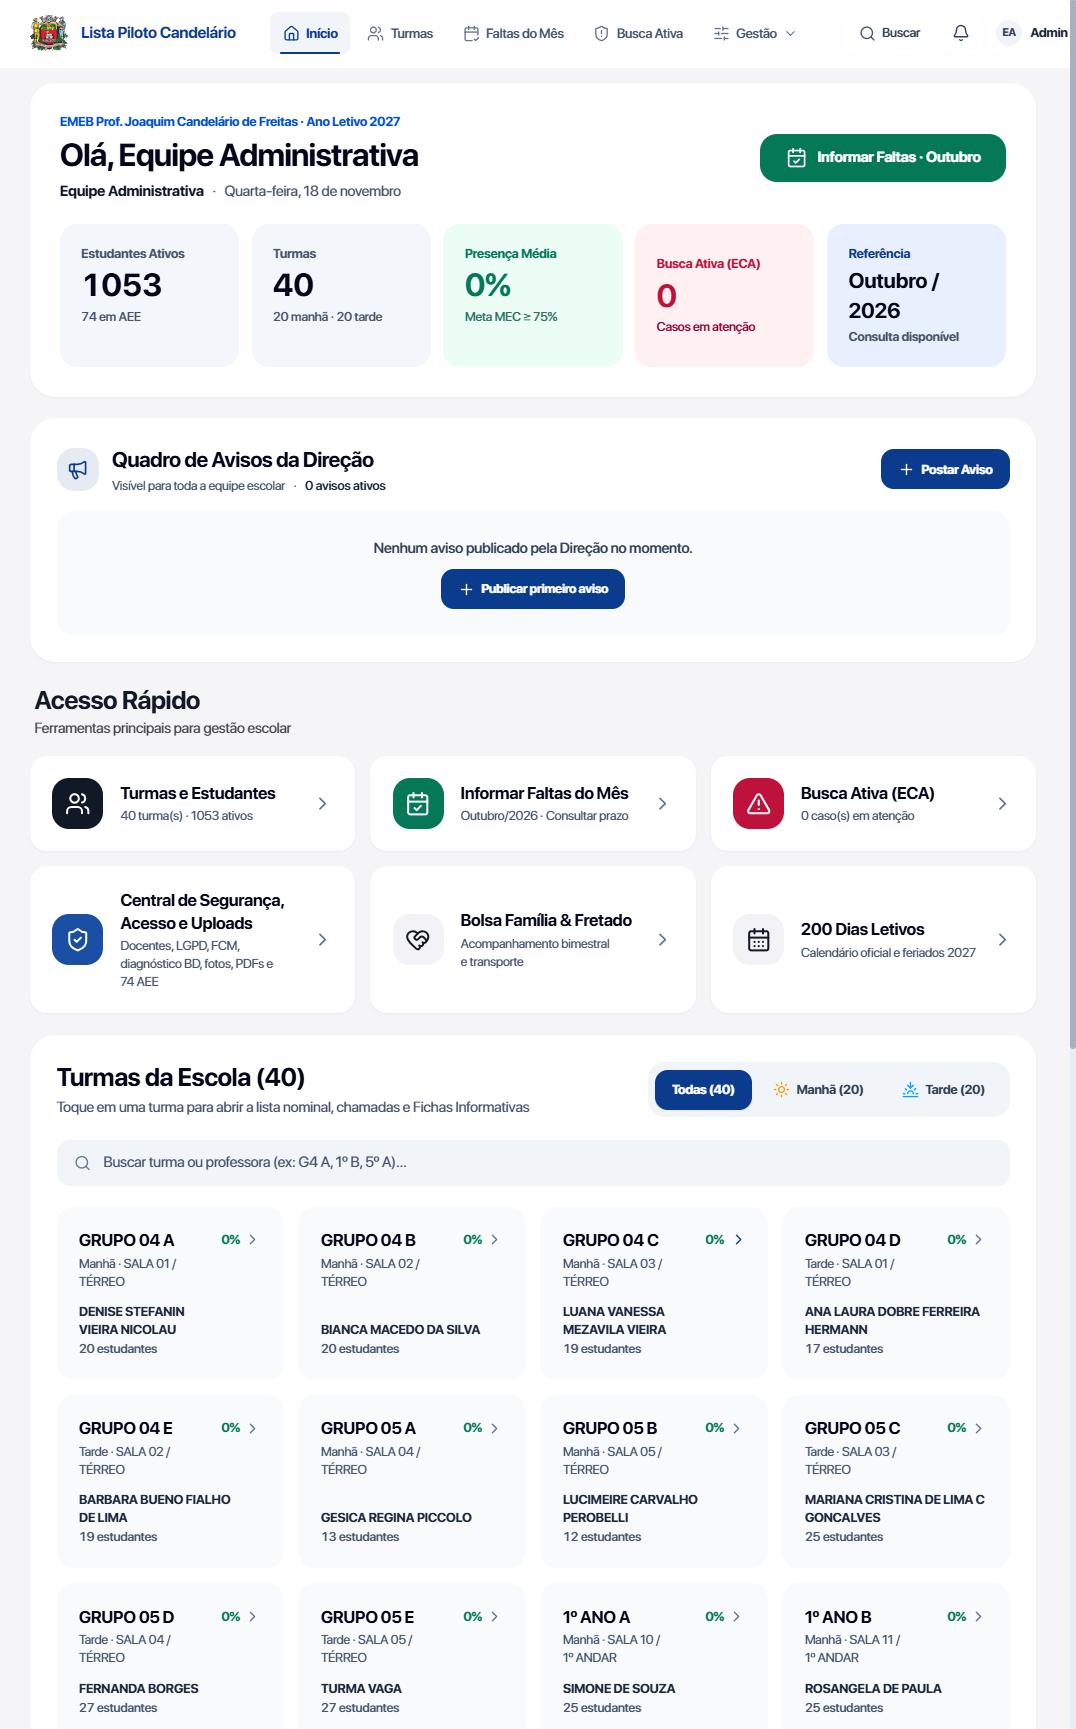 Lista Piloto Candelário
Início
Turmas
Faltas do Mês
Busca Ativa
Gestão
Buscar
EA
Admin
EMEB Prof. Joaquim Candelário de Freitas · Ano Letivo 2027
Olá, Equipe Administrativa
Equipe Administrativa · Quarta-feira, 18 de novembro
Informar Faltas · Outubro
Estudantes Ativos
1053
74 em AEE
Turmas
40
20 manhã · 20 tarde
Presença Média
0%
Meta MEC ≥ 75%
Busca Ativa (ECA)
0
Casos em atenção
Referência
Outubro /
2026
Consulta disponível
Quadro de Avisos da Direção
Visível para toda a equipe escolar · 0 avisos ativos
Postar Aviso
Nenhum aviso publicado pela Direção no momento.
Publicar primeiro aviso
Acesso Rápido
Ferramentas principais para gestão escolar
Turmas e Estudantes
40 turma(s) · 1053 ativos
Informar Faltas do Mês
Outubro/2026 · Consultar prazo
Busca Ativa (ECA)
0 caso(s) em atenção
Central de Segurança,
Acesso e Uploads
Docentes, LGPD, FCM,
diagnóstico BD, fotos, PDFs e
74 AEE
Bolsa Família & Fretado
Acompanhamento bimestral
e transporte
200 Dias Letivos
Calendário oficial e feriados 2027
Turmas da Escola (40)
Toque em uma turma para abrir a lista nominal, chamadas e Fichas Informativas
Todas (40)
Manhã (20)
Tarde (20)
Buscar turma ou professora (ex: G4 A, 1º B, 5º A)...
GRUPO 04 A 0%
Manhã · SALA 01 /
TÉRREO
DENISE STEFANIN
VIEIRA NICOLAU
20 estudantes
GRUPO 04 B 0%
Manhã · SALA 02 /
TÉRREO
BIANCA MACEDO DA SILVA
20 estudantes
GRUPO 04 C 0%
Manhã · SALA 03 /
TÉRREO
LUANA VANESSA
MEZAVILA VIEIRA
19 estudantes
GRUPO 04 D 0%
Tarde · SALA 01 /
TÉRREO
ANA LAURA DOBRE FERREIRA
HERMANN
17 estudantes
GRUPO 04 E 0%
Tarde · SALA 02 /
TÉRREO
BARBARA BUENO FIALHO
DE LIMA
19 estudantes
GRUPO 05 A 0%
Manhã · SALA 04 /
TÉRREO
GESICA REGINA PICCOLO
13 estudantes
GRUPO 05 B 0%
Manhã · SALA 05 /
TÉRREO
LUCIMEIRE CARVALHO
PEROBELLI
12 estudantes
GRUPO 05 C 0%
Tarde · SALA 03 /
TÉRREO
MARIANA CRISTINA DE LIMA C
GONCALVES
25 estudantes
GRUPO 05 D 0%
Tarde · SALA 04 /
TÉRREO
FERNANDA BORGES
27 estudantes
GRUPO 05 E 0%
Tarde · SALA 05 /
TÉRREO
TURMA VAGA
27 estudantes
1º ANO A 0%
Manhã · SALA 10 /
1º ANDAR
SIMONE DE SOUZA
25 estudantes
1º ANO B 0%
Manhã · SALA 11 /
1º ANDAR
ROSANGELA DE PAULA
25 estudantes